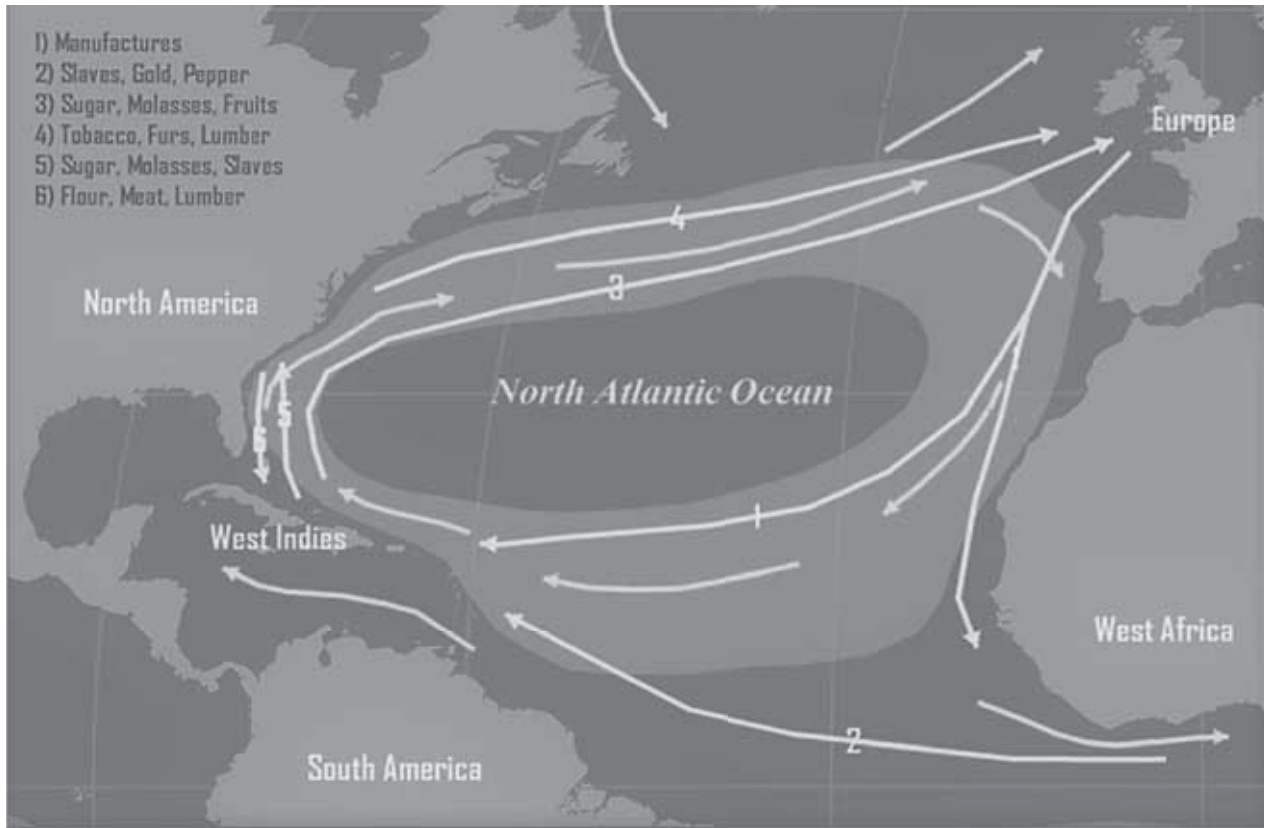 1) Manufactures
2) Slaves, Gold, Pepper
3) Sugar, Molasses, Fruits
4) Tobacco, Furs, Lumber
5) Sugar, Molasses, Slaves
6) Flour, Meat, Lumber
Europe
4
3
North America
North Atlantic Ocean
6
5
1
West Indies
West Africa
2
South America